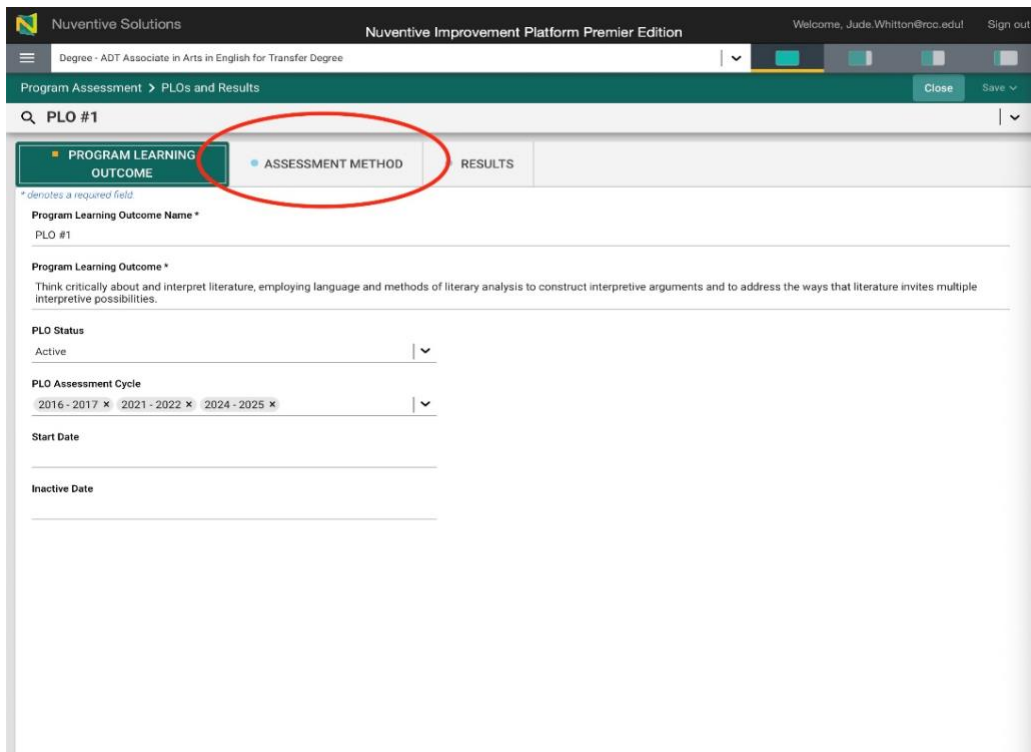 Nuventive Solutions
Nuventive Improvement Platform Premier Edition
Welcome, Jude.Whitton@rcc.edu!
Sign out
Degree - ADT Associate in Arts in English for Transfer Degree
Program Assessment > PLOs and Results
Close
Save
PLO #1
PROGRAM LEARNING
OUTCOME
ASSESSMENT METHOD
RESULTS
* denotes a required field.
Program Learning Outcome Name *
PLO #1
Program Learning Outcome *
Think critically about and interpret literature, employing language and methods of literary analysis to construct interpretive arguments and to address the ways that literature invites multiple
interpretive possibilities.
PLO Status
Active
PLO Assessment Cycle
2016 - 2017 × 2021 - 2022 × 2024 - 2025 ×
Start Date
Inactive Date